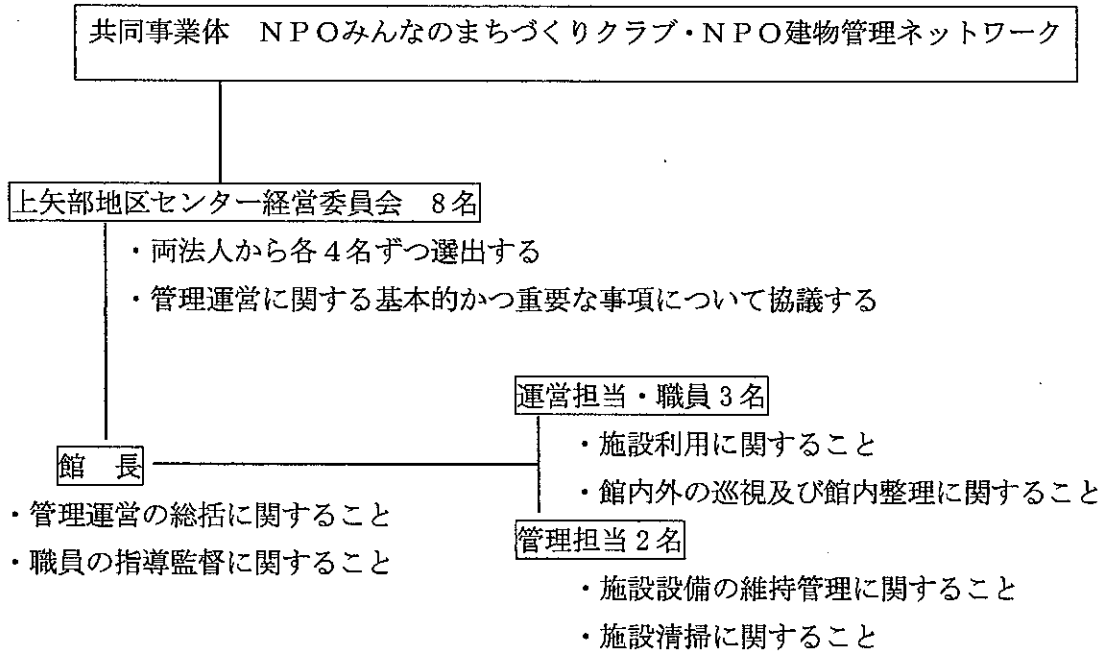 共同事業体　ＮＰＯみんなのまちづくりクラブ・ＮＰＯ建物管理ネットワーク
上矢部地区センター経営委員会　8名
・両法人から各4名ずつ選出する
・管理運営に関する基本的かつ重要な事項について協議する
運営担当・職員3名
・施設利用に関すること
・館内外の巡視及び館内整理に関すること
館　長
・管理運営の総括に関すること
・職員の指導監督に関すること
管理担当2名
・施設設備の維持管理に関すること
・施設清掃に関すること